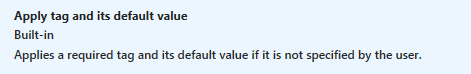 Apply tag and its default value
Built-in
Applies a required tag and its default value if it is not specified by the user.